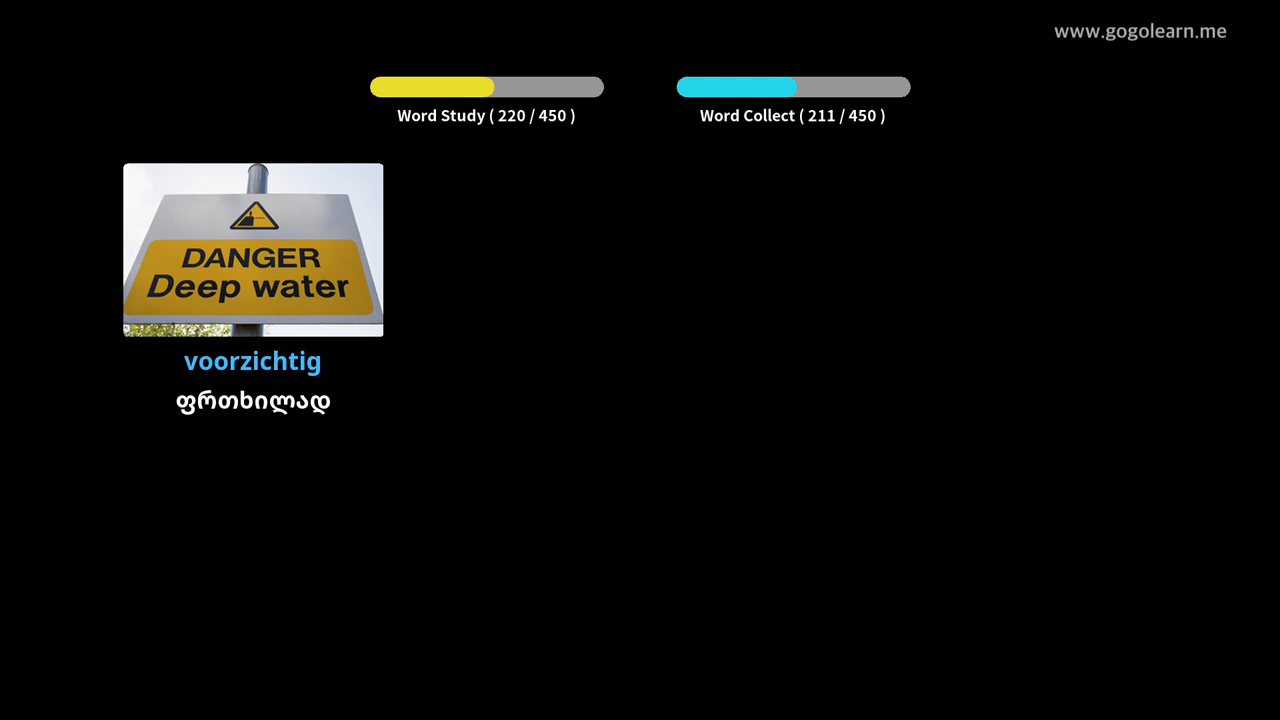 www.gogolearn.me
Word Study ( 220 / 450 )
Word Collect ( 211 / 450 )
DANGER
Deep water
voorzichtig
ფრთხილად